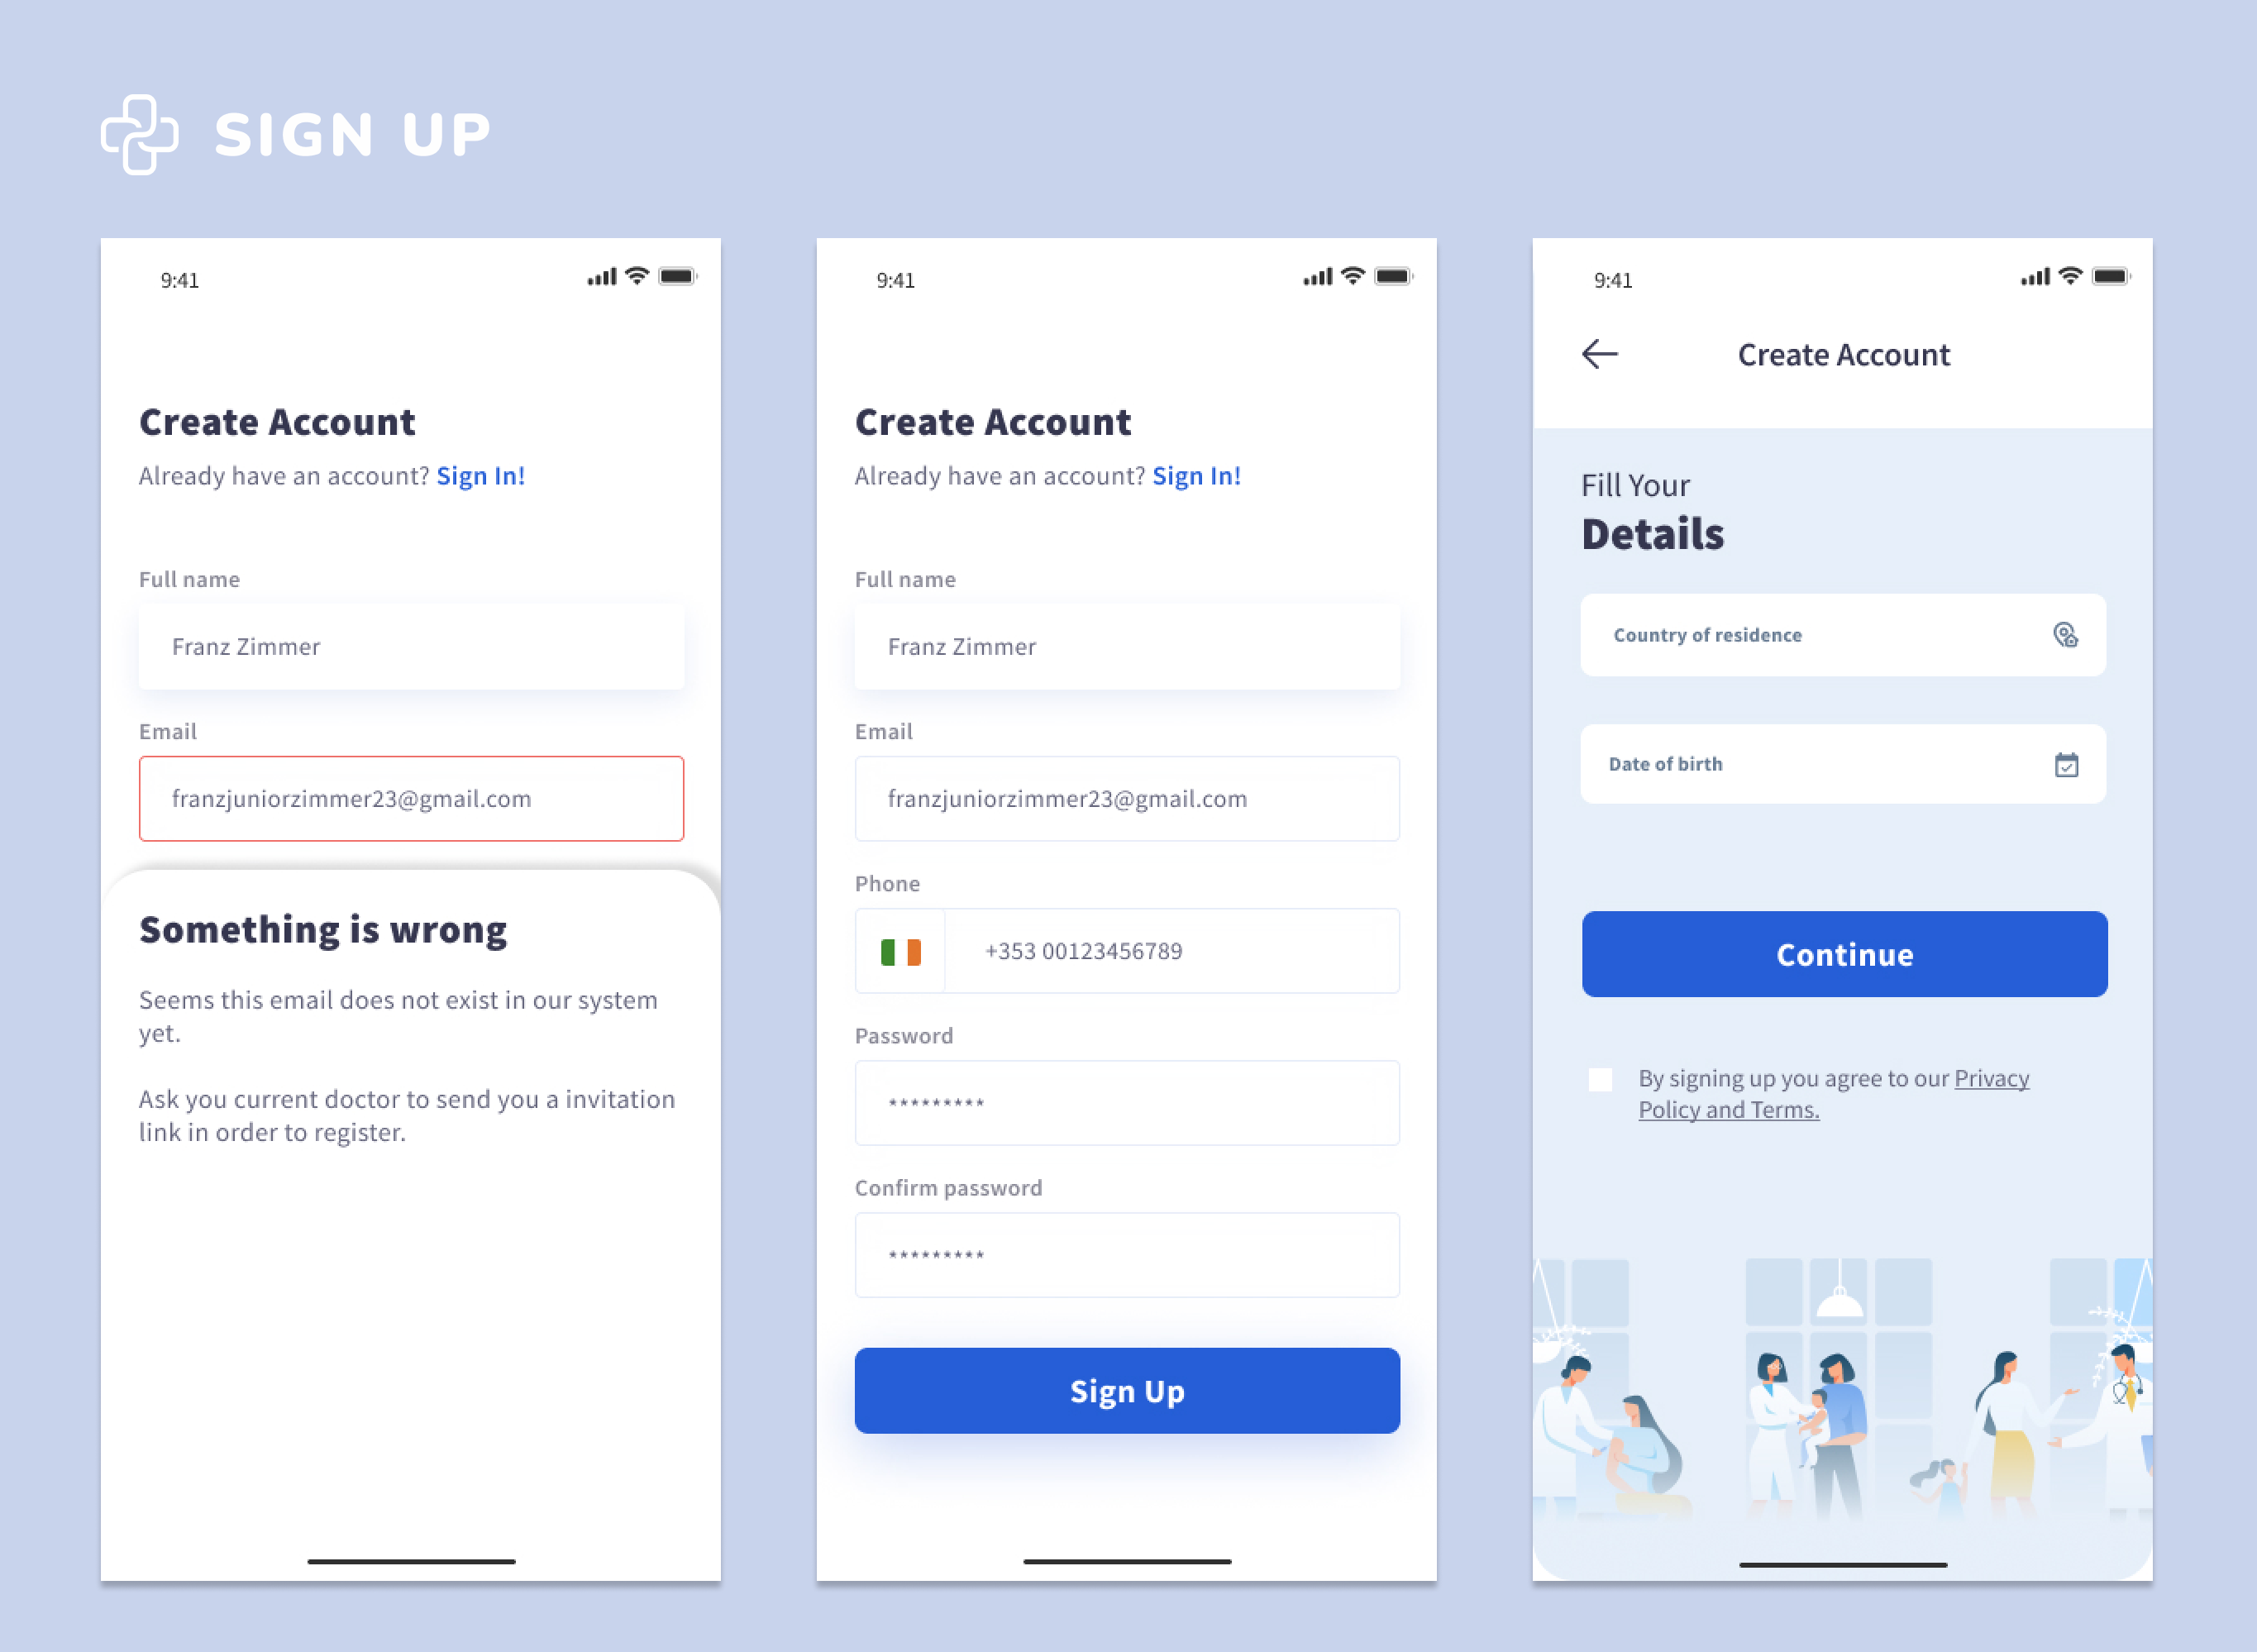 SIGN UP
9:41
Create Account
Already have an account? Sign In!
Full name
Franz Zimmer
Email
franzjuniorzimmer23@gmail.com
Something is wrong
Seems this email does not exist in our system
yet.
Ask you current doctor to send you a invitation
link in order to register.
9:41
Create Account
Already have an account? Sign In!
Full name
Franz Zimmer
Email
franzjuniorzimmer23@gmail.com
Phone
+353 00123456789
Password
*********
Confirm password
*********
Sign Up
9:41
Create Account
Fill Your
Details
Country of residence
Date of birth
Continue
By signing up you agree to our Privacy
Policy and Terms.